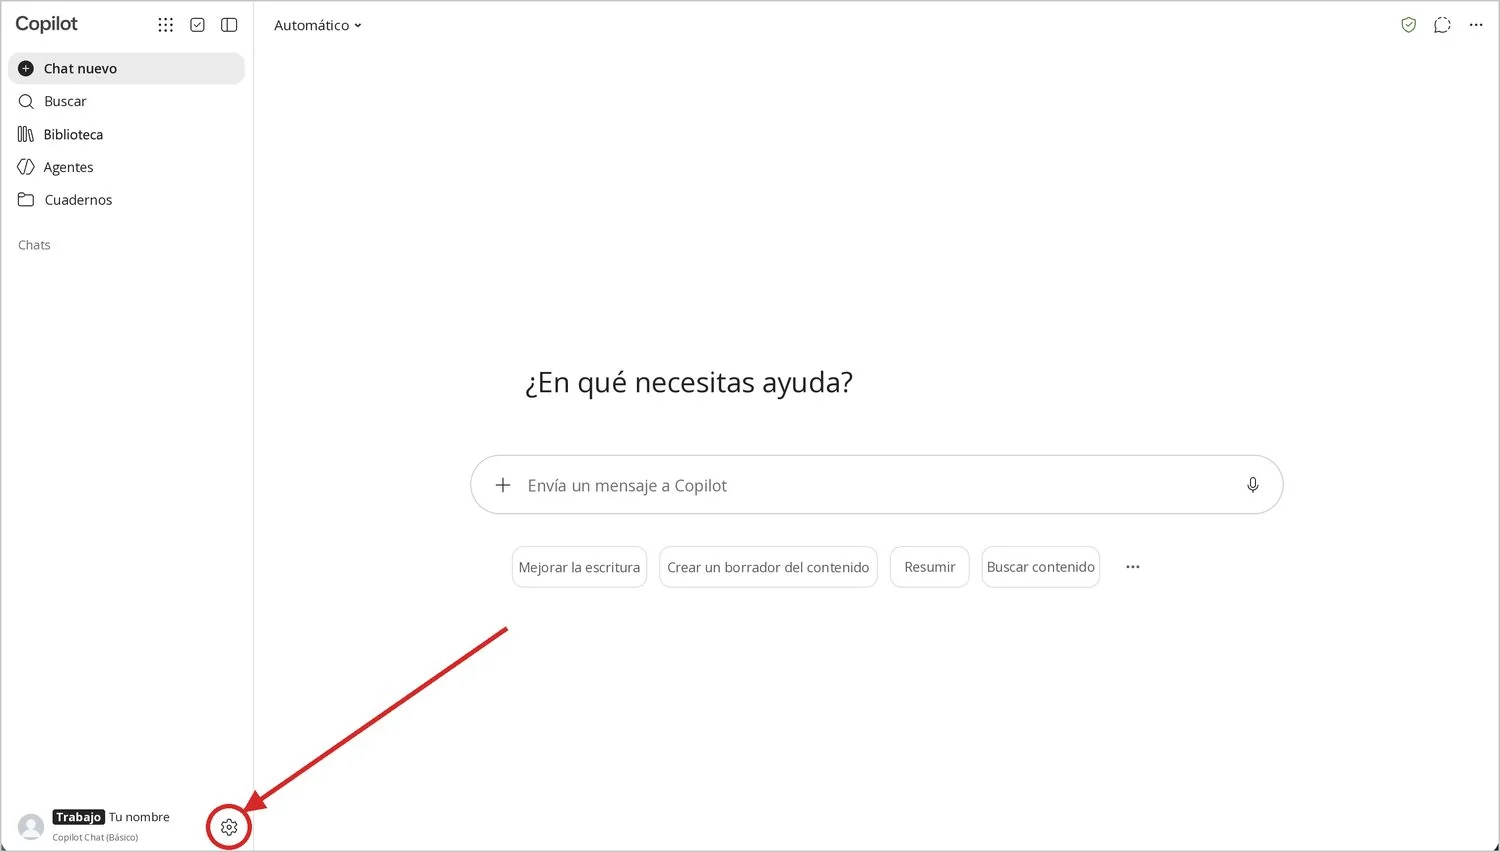 Copilot
Automático
Chat nuevo
Buscar
Biblioteca
Agentes
Cuadernos
Chats
¿En qué necesitas ayuda?
Envía un mensaje a Copilot
Mejorar la escritura
Crear un borrador del contenido
Resumir
Buscar contenido
Trabajo Tu nombre
Copilot Chat (Básico)